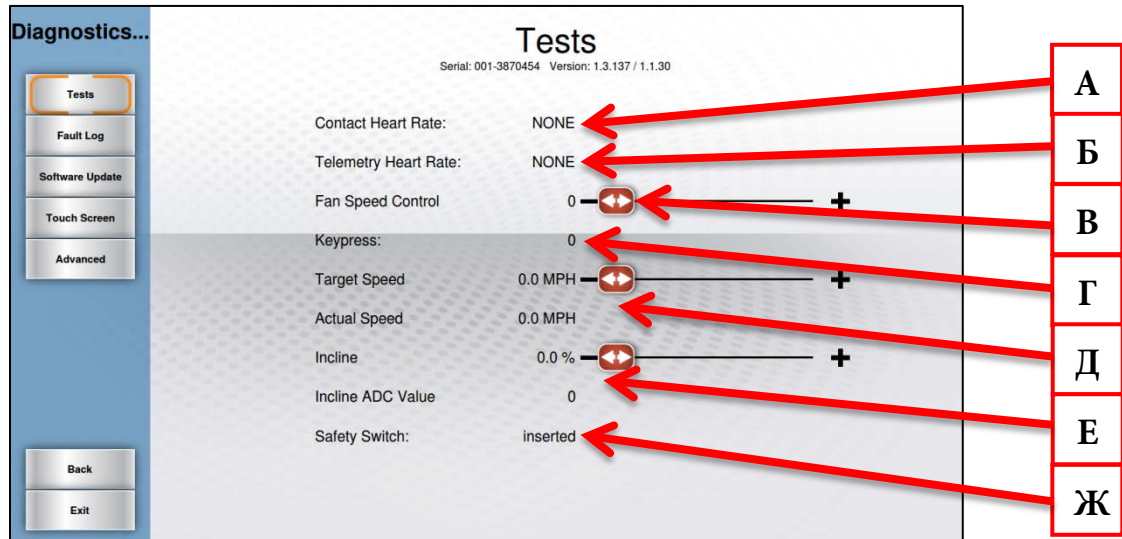 Diagnostics...
Tests
Fault Log
Software Update
Touch Screen
Advanced
Back
Exit
Tests
Serial: 001-3870454 Version: 1.3.137 / 1.1.30
Contact Heart Rate: NONE
Telemetry Heart Rate: NONE
Fan Speed Control 0
Keypress: 0
Target Speed 0.0 MPH
Actual Speed 0.0 MPH
Incline 0.0 %
Incline ADC Value 0
Safety Switch: inserted
А
Б
В
Г
Д
Е
Ж